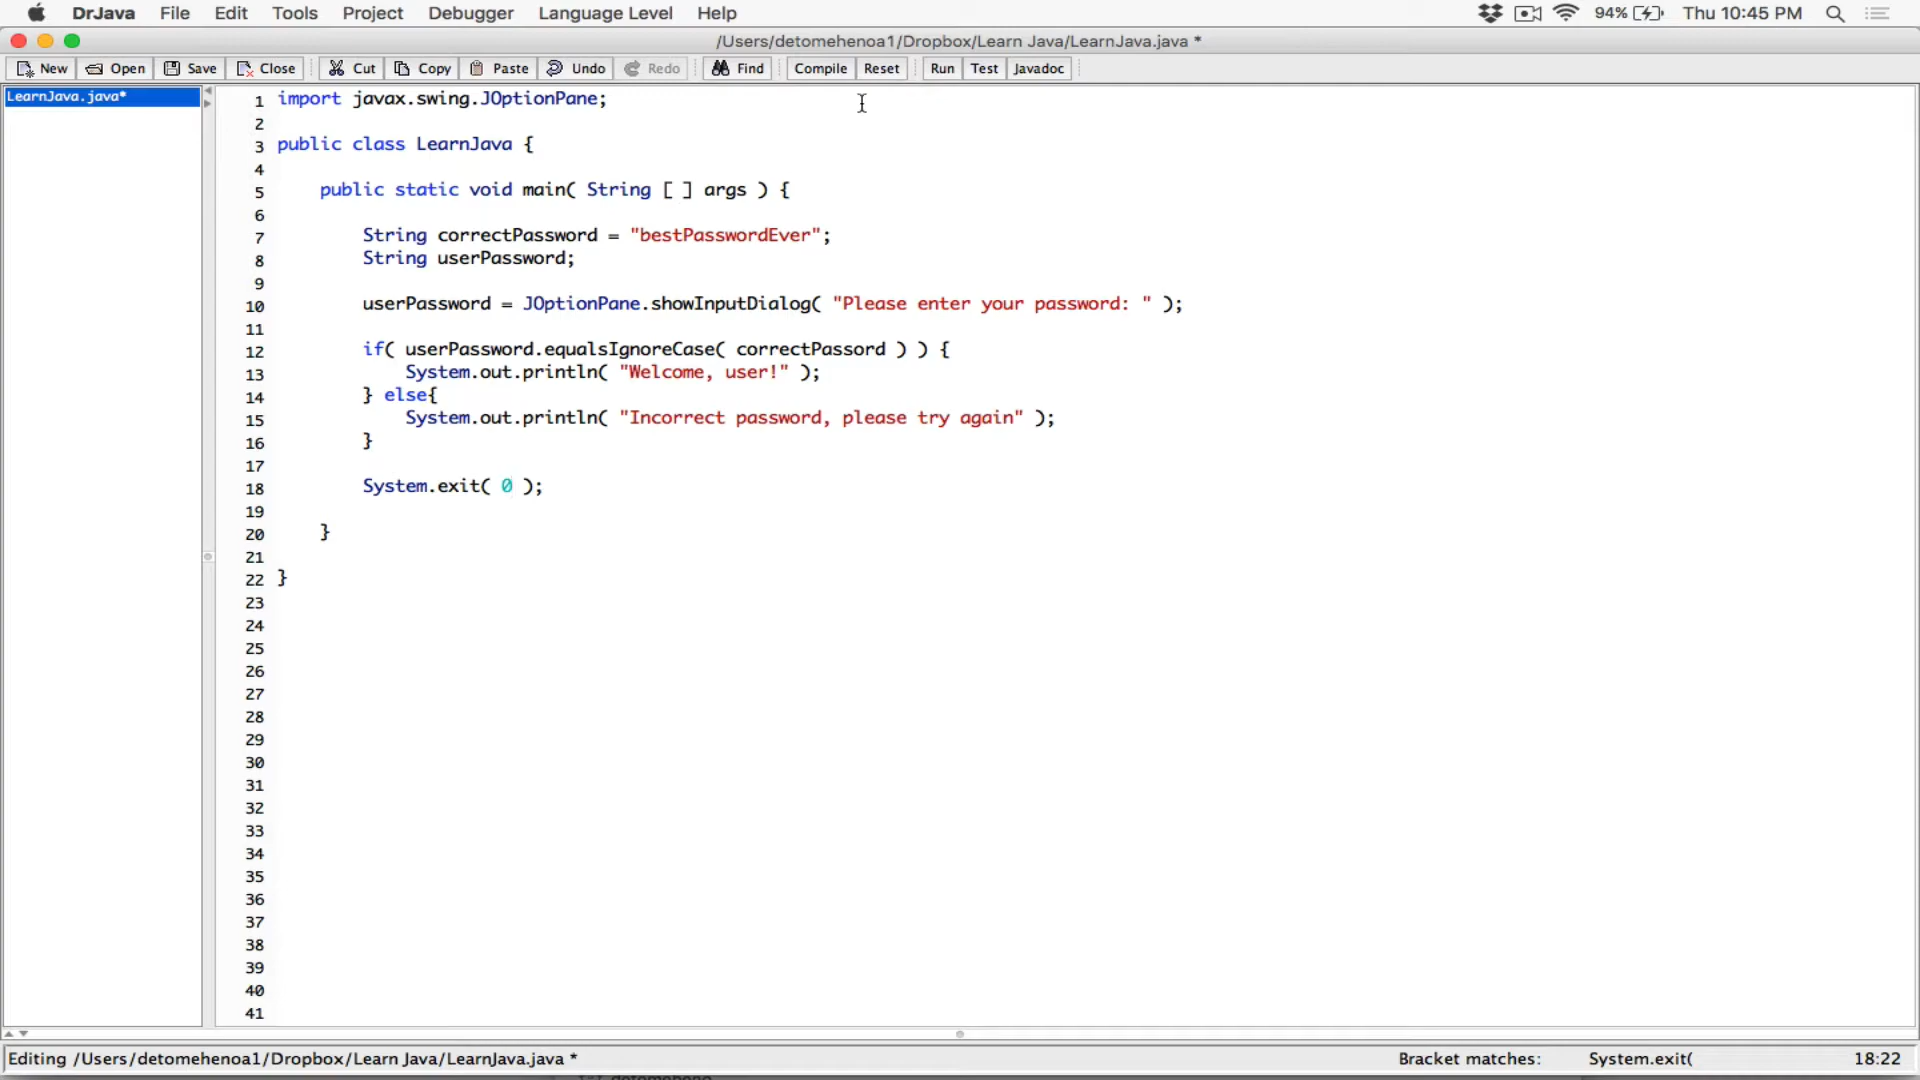 DrJava File Edit Tools Project Debugger Language Level Help 94% Thu 10:45 PM
/Users/detomehenoa1/Dropbox/Learn Java/LearnJava.java *
New Open Save Close Cut Copy Paste Undo Redo Find Compile Reset Run Test Javadoc
LearnJava.java*
1 import javax.swing.JOptionPane;
2
3 public class LearnJava {
4
5 public static void main( String [ ] args ) {
6
7 String correctPassword = "bestPasswordEver";
8 String userPassword;
9
10 userPassword = JOptionPane.showInputDialog( "Please enter your password: " );
11
12 if( userPassword.equalsIgnoreCase( correctPassord ) ) {
13 System.out.println( "Welcome, user!" );
14 } else{
15 System.out.println( "Incorrect password, please try again" );
16 }
17
18 System.exit( 0 );
19
20 }
21
22 }
23
24
25
26
27
28
29
30
31
32
33
34
35
36
37
38
39
40
41
Editing /Users/detomehenoa1/Dropbox/Learn Java/LearnJava.java * Bracket matches: System.exit( 18:22